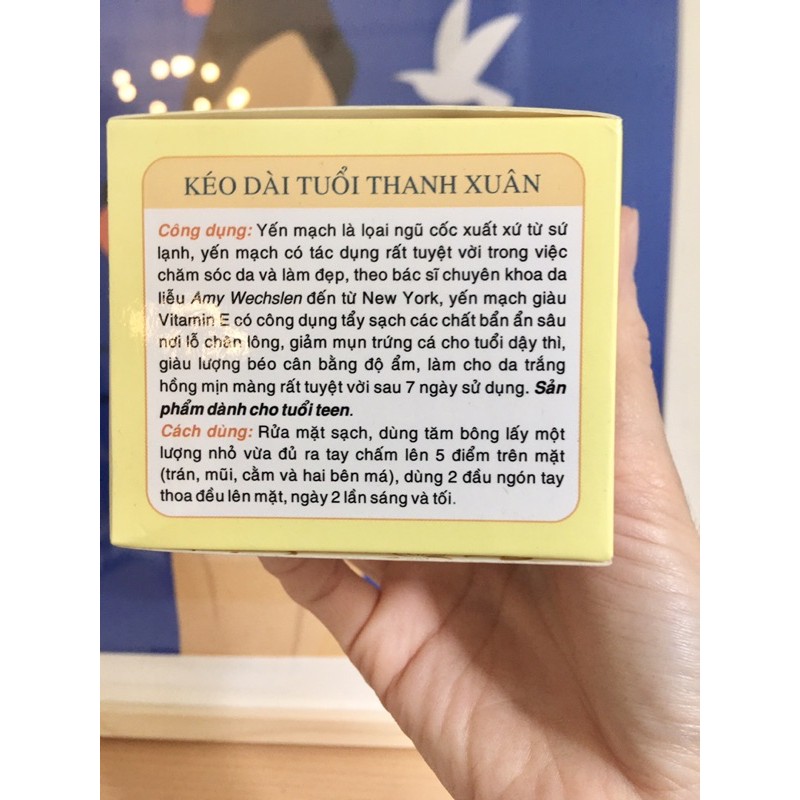 KÉO DÀI TUỔI THANH XUÂN
Công dụng: Yến mạch là lọai ngũ cốc xuất xứ từ sứ
lạnh, yến mạch có tác dụng rất tuyệt vời trong việc
chăm sóc da và làm đẹp, theo bác sĩ chuyên khoa da
liễu Amy Wechslen đến từ New York, yến mạch giàu
Vitamin E có công dụng tẩy sạch các chất bẩn ẩn sâu
nơi lỗ chân lông, giảm mụn trứng cá cho tuổi dậy thì,
giàu lượng béo cân bằng độ ẩm, làm cho da trắng
hồng mịn màng rất tuyệt vời sau 7 ngày sử dụng. Sản
phẩm dành cho tuổi teen.
Cách dùng: Rửa mặt sạch, dùng tăm bông lấy một
lượng nhỏ vừa đủ ra tay chấm lên 5 điểm trên mặt
(trán, mũi, cằm và hai bên má), dùng 2 đầu ngón tay
thoa đều lên mặt, ngày 2 lần sáng và tối.